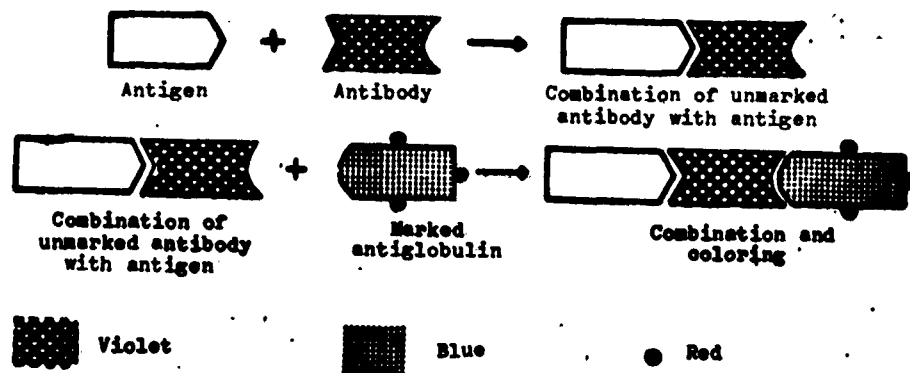 Antigen
Antibody
Combination of unmarked
antibody with antigen
Combination of
unmarked antibody
with antigen
Marked
antiglobulin
Combination and
coloring
Violet
Blue
Red